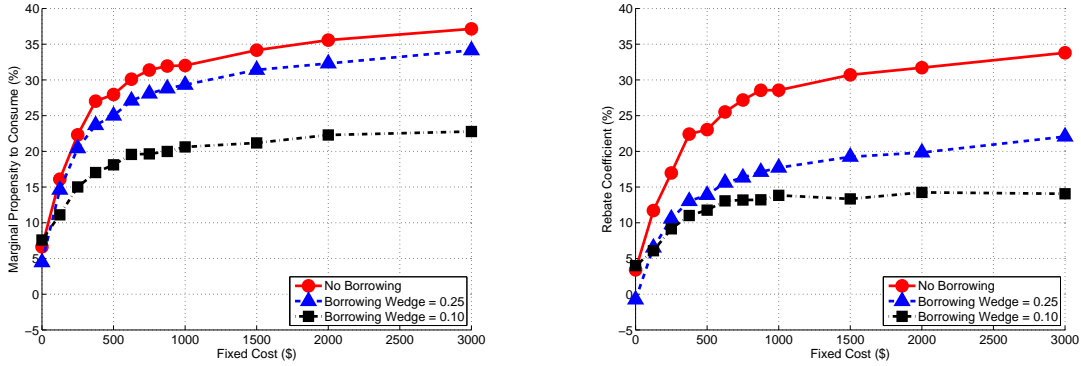 Marginal Propensity to Consume (%)
40
35
30
25
20
15
10
5
0
−5
0 500 1000 1500 2000 2500 3000
Fixed Cost ($)
No Borrowing
Borrowing Wedge = 0.25
Borrowing Wedge = 0.10
Rebate Coefficient (%)
40
35
30
25
20
15
10
5
0
−5
0 500 1000 1500 2000 2500 3000
Fixed Cost ($)
No Borrowing
Borrowing Wedge = 0.25
Borrowing Wedge = 0.10